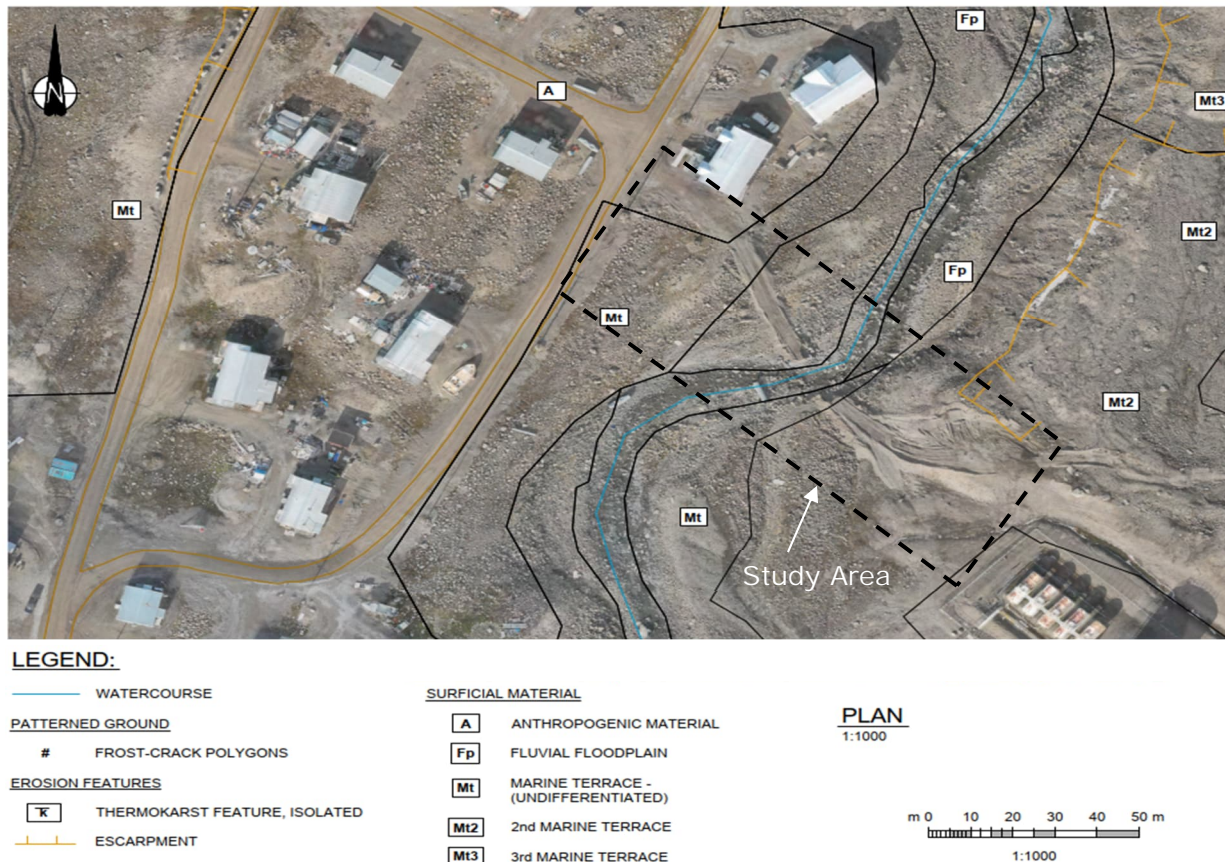 N
Fp
A
Mt3
Mt
Mt2
Fp
Mt
Mt2
Mt
Study Area
LEGEND:
WATERCOURSE
PATTERNED GROUND
# FROST-CRACK POLYGONS
EROSION FEATURES
K THERMOKARST FEATURE, ISOLATED
ESCARPMENT
SURFICIAL MATERIAL
A ANTHROPOGENIC MATERIAL
Fp FLUVIAL FLOODPLAIN
Mt MARINE TERRACE -
(UNDIFFERENTIATED)
Mt2 2nd MARINE TERRACE
Mt3 3rd MARINE TERRACE
PLAN
1:1000
m 0 10 20 30 40 50 m
1:1000